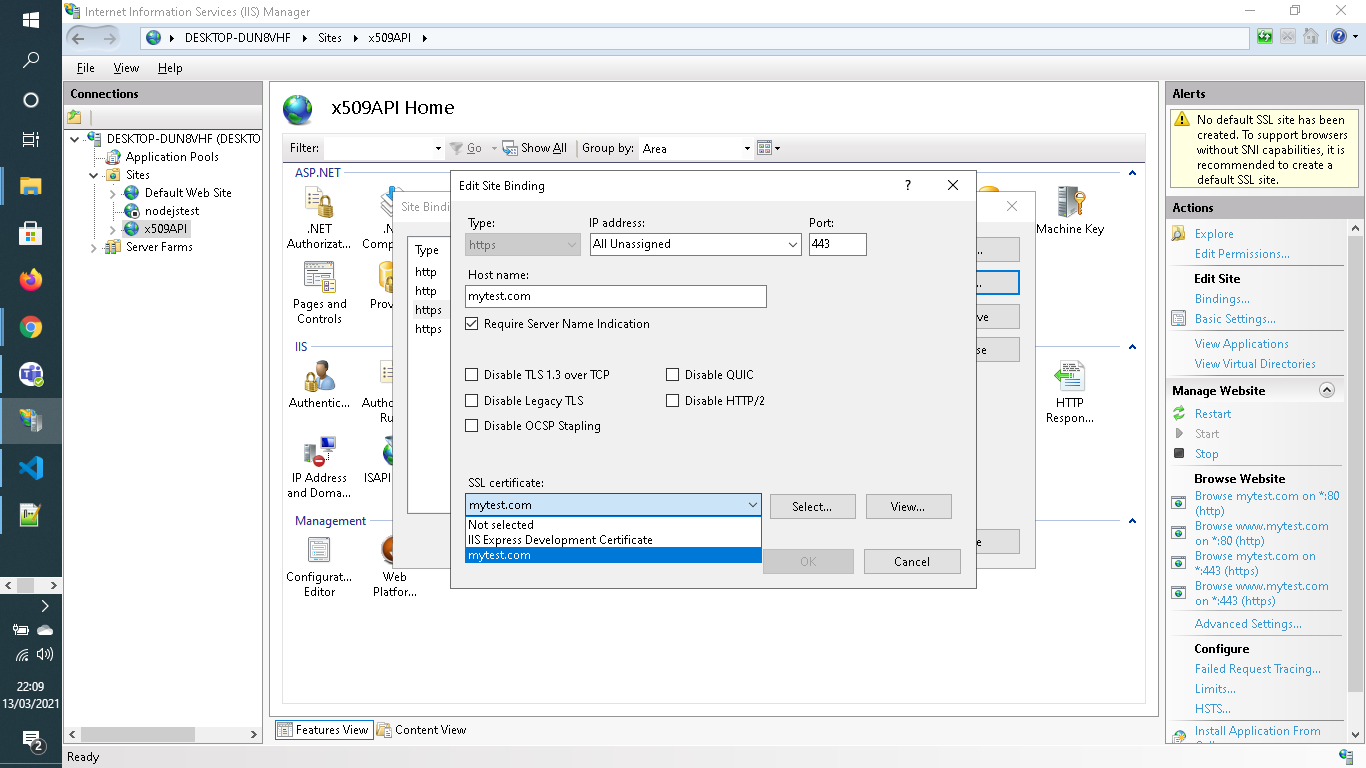 Internet Information Services (IIS) Manager
DESKTOP-DUN8VHF
Sites
x509API
File
View
Help
Connections
DESKTOP-DUN8VHF (DESKTO
Application Pools
Sites
Default Web Site
nodejstest
x509API
Server Farms
x509API Home
Filter:
Go
Show All
Group by:
Area
ASP.NET
.NET
Authorizat...
Pages and
Controls
IIS
Authentic...
IP Address
and Doma...
ISAPI
Management
Configurat...
Editor
Web
Platfor...
Machine Key
HTTP
Respon...
Site Bindi
Type
http
http
https
https
Edit Site Binding
?
Type:
IP address:
Port:
https
All Unassigned
443
Host name:
mytest.com
Require Server Name Indication
Disable TLS 1.3 over TCP
Disable QUIC
Disable Legacy TLS
Disable HTTP/2
Disable OCSP Stapling
SSL certificate:
mytest.com
Select...
View...
Not selected
IIS Express Development Certificate
mytest.com
OK
Cancel
Features View
Content View
Ready
Alerts
No default SSL site has been
created. To support browsers
without SNI capabilities, it is
recommended to create a
default SSL site.
Actions
Explore
Edit Permissions...
Edit Site
Bindings...
Basic Settings...
View Applications
View Virtual Directories
Manage Website
Restart
Start
Stop
Browse Website
Browse mytest.com on *:80
(http)
Browse www.mytest.com
on *:80 (http)
Browse mytest.com on
*:443 (https)
Browse www.mytest.com
on *:443 (https)
Advanced Settings...
Configure
Failed Request Tracing...
Limits...
HSTS...
Install Application From
22:09
13/03/2021
2